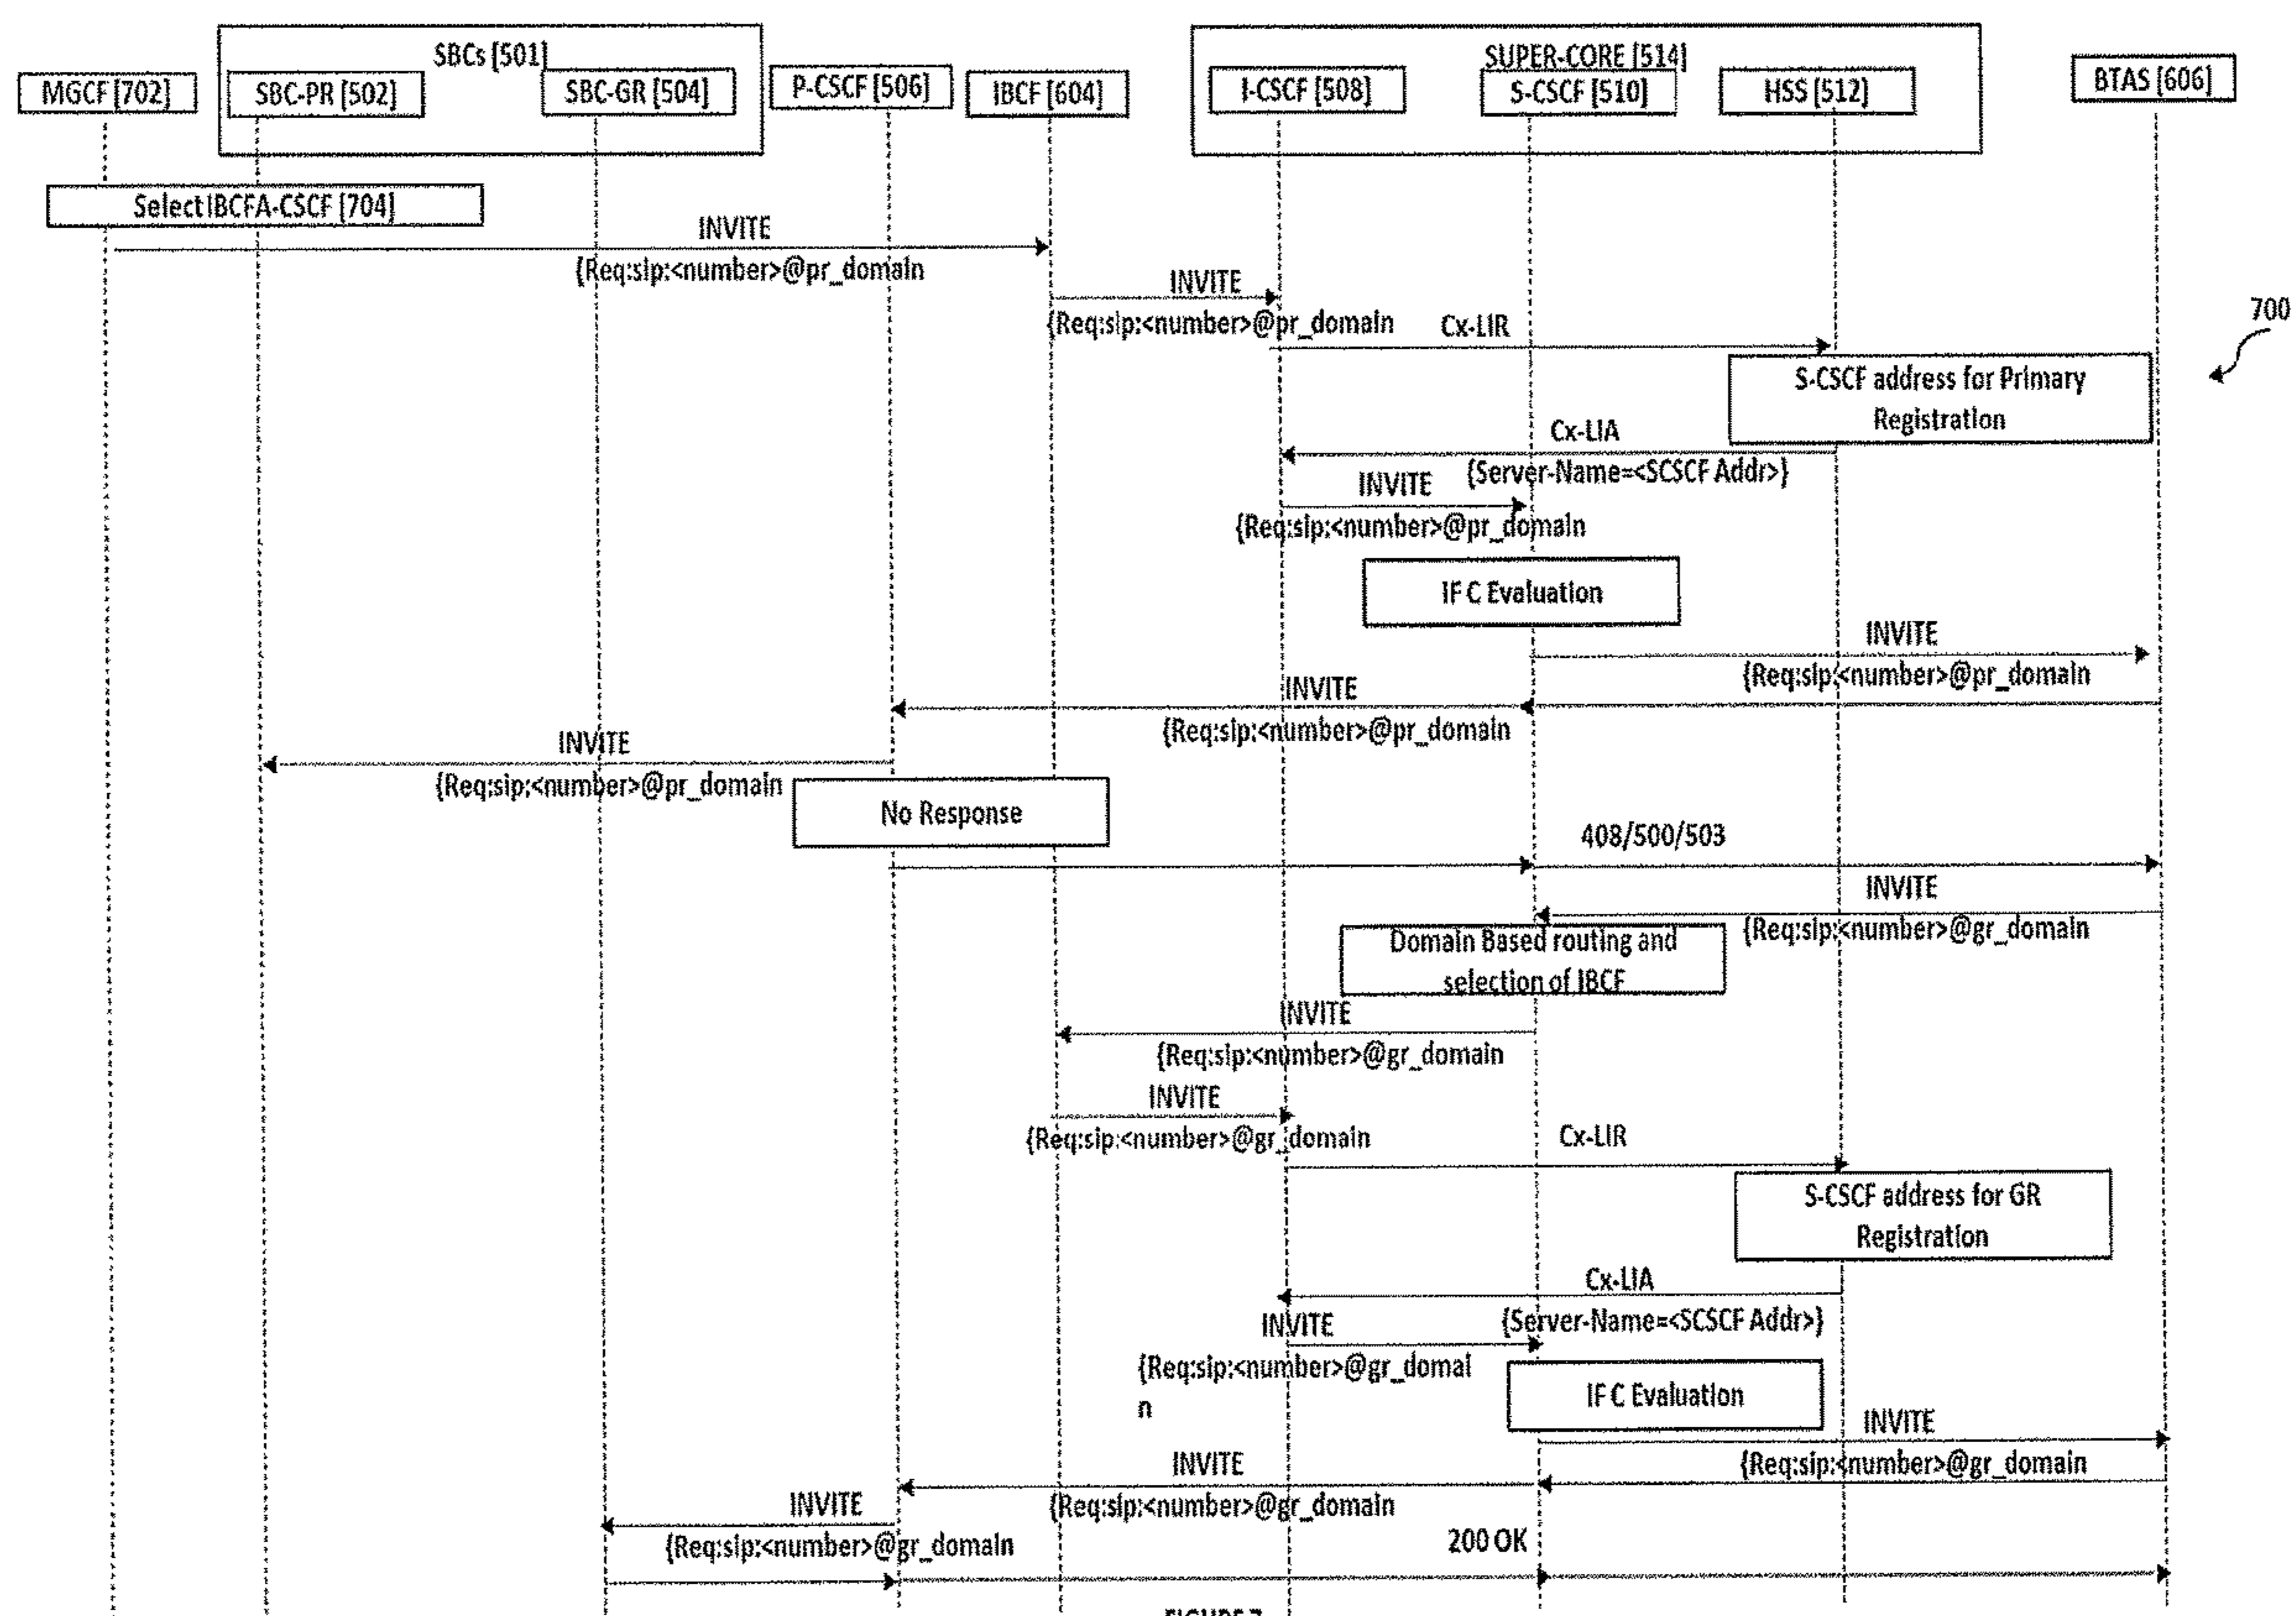 SBCs [501]
SUPER-CORE [514]
MGCF [702]
SBC-PR [502]
SBC-GR [504]
P-CSCF [506]
IBCF [604]
I-CSCF [508]
S-CSCF [510]
HSS [512]
BTAS [606]
Select IBCFA-CSCF [704]
INVITE
{Req:sip:<number>@pr_domain
INVITE
{Req:sip:<number>@pr_domain
Cx-LIR
700
S-CSCF address for Primary
Registration
Cx-LIA
{Server-Name=<SCSCF Addr>}
INVITE
{Req:sip:<number>@pr_domain
IF C Evaluation
INVITE
{Req:sip:<number>@pr_domain
INVITE
{Req:sip:<number>@pr_domain
INVITE
{Req:sip:<number>@pr_domain
No Response
408/500/503
INVITE
{Req:sip:<number>@gr_domain
Domain Based routing and
selection of IBCF
INVITE
{Req:sip:<number>@gr_domain
INVITE
{Req:sip:<number>@gr_domain
Cx-LIR
S-CSCF address for GR
Registration
Cx-LIA
{Server-Name=<SCSCF Addr>}
INVITE
{Req:sip:<number>@gr_domai
n
IF C Evaluation
INVITE
{Req:sip:<number>@gr_domain
INVITE
{Req:sip:<number>@gr_domain
INVITE
{Req:sip:<number>@gr_domain
200 OK
FIGURE 7